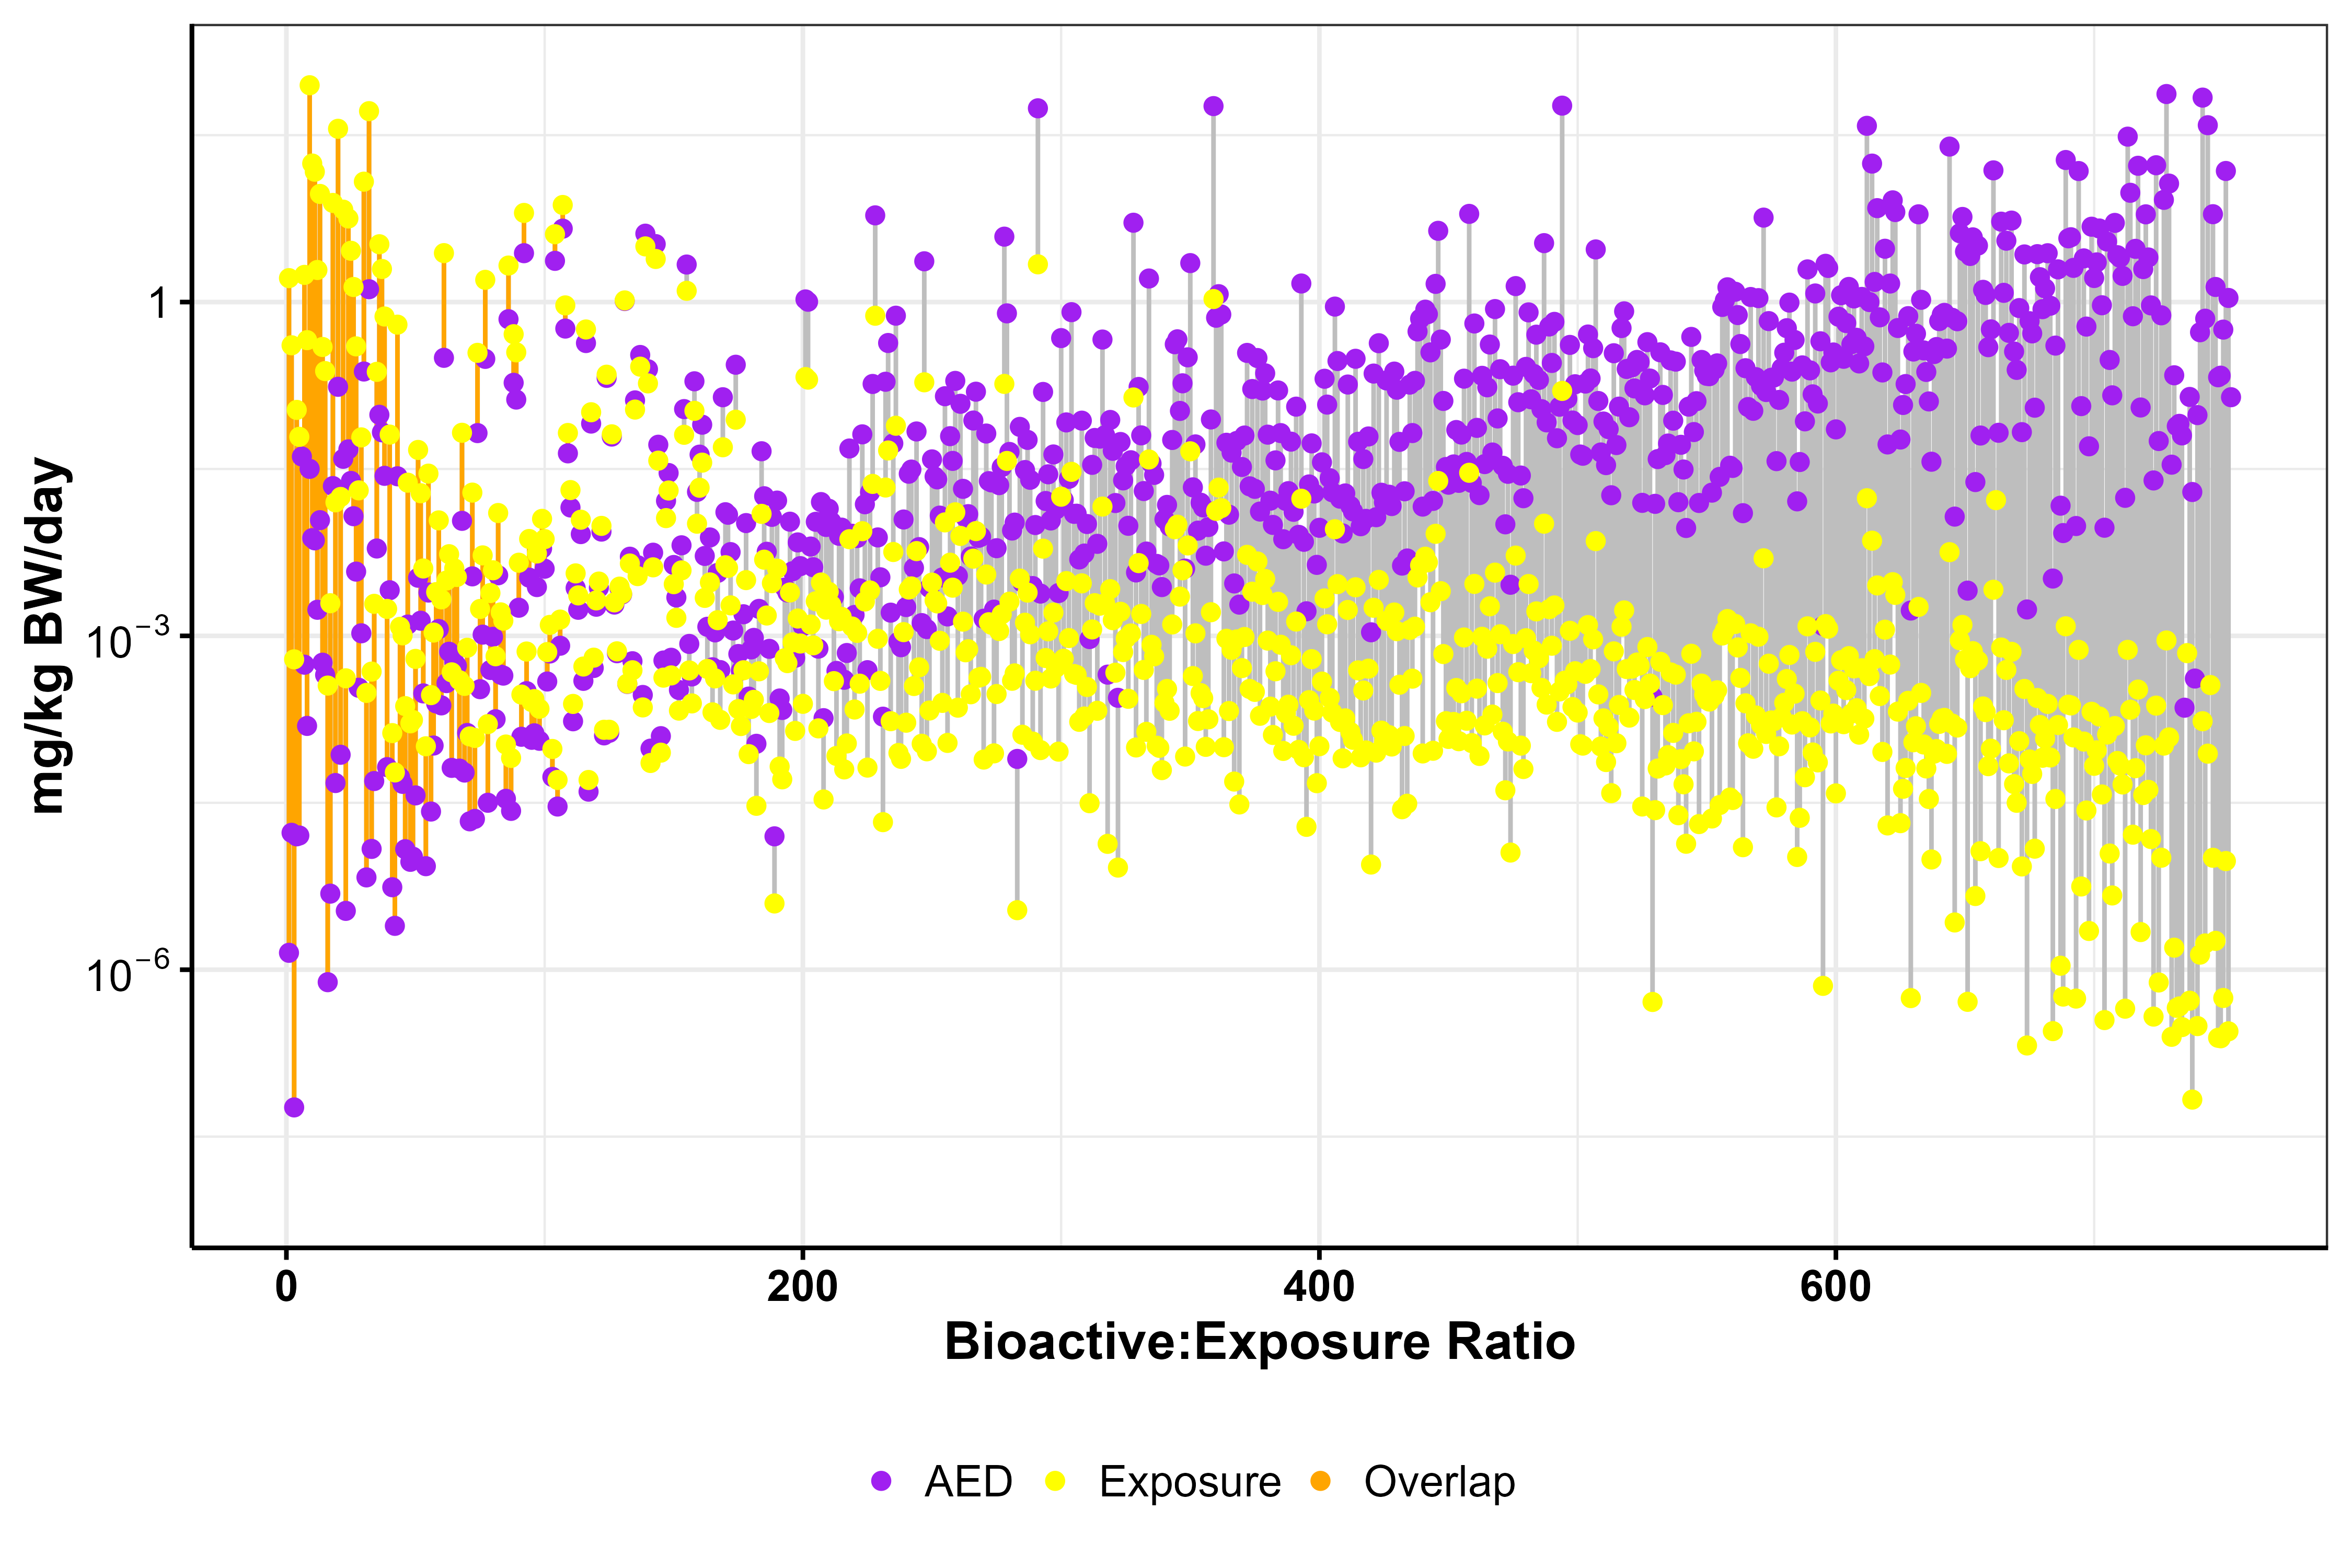 mg/kg BW/day
1
10⁻³
10⁻⁶
0 200 400 600
Bioactive:Exposure Ratio
AED Exposure Overlap